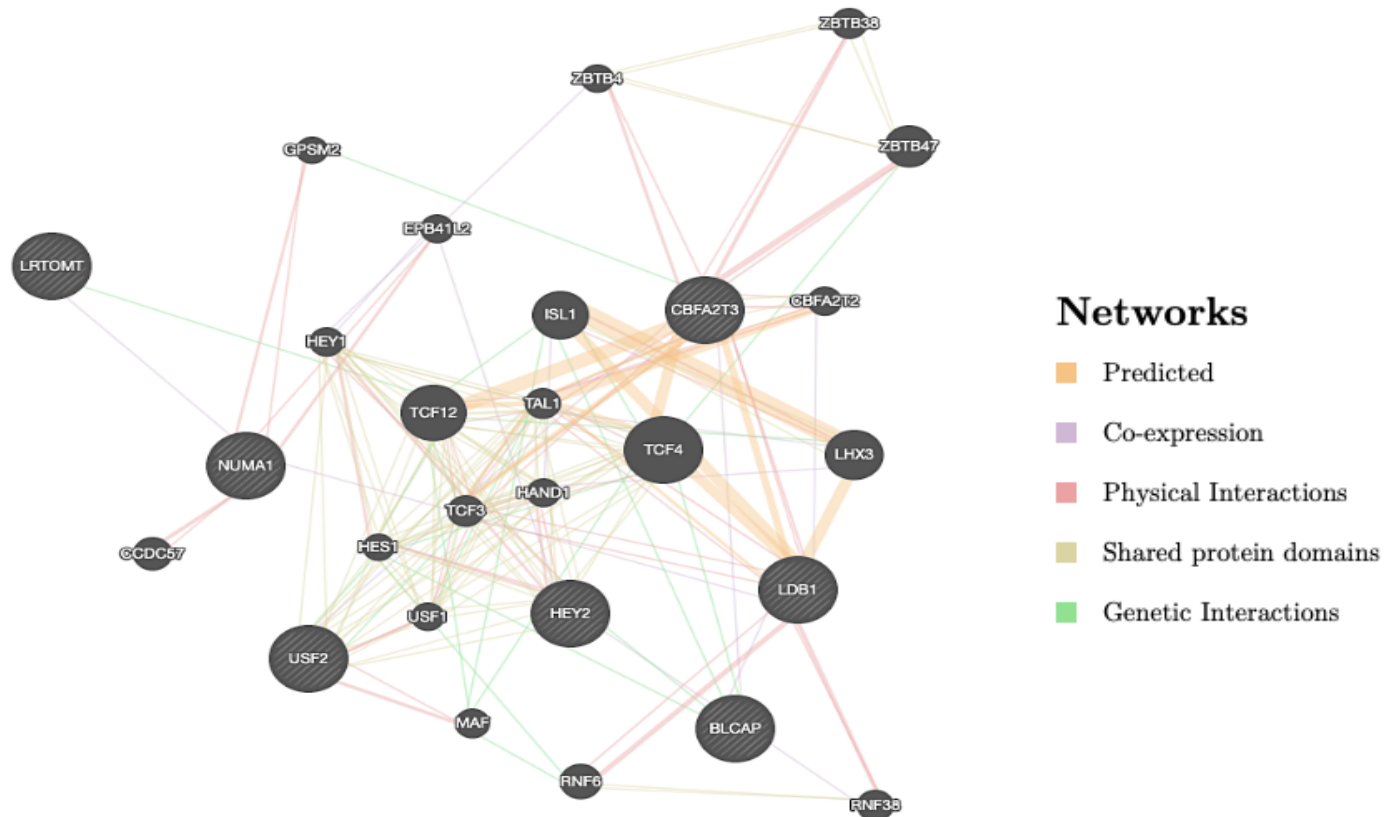 ZBTB38
ZBTB4
ZBTB47
GPSM2
EPB41L2
LRTOMT
CBFA2T3
CBFA2T2
ISL1
HEY1
TCF12
TAL1
TCF4
LHX3
NUMA1
HAND1
TCF3
CCDC57
HES1
LDB1
HEY2
USF1
USF2
MAF
BLCAP
RNF6
RNF38
Networks
Predicted
Co-expression
Physical Interactions
Shared protein domains
Genetic Interactions